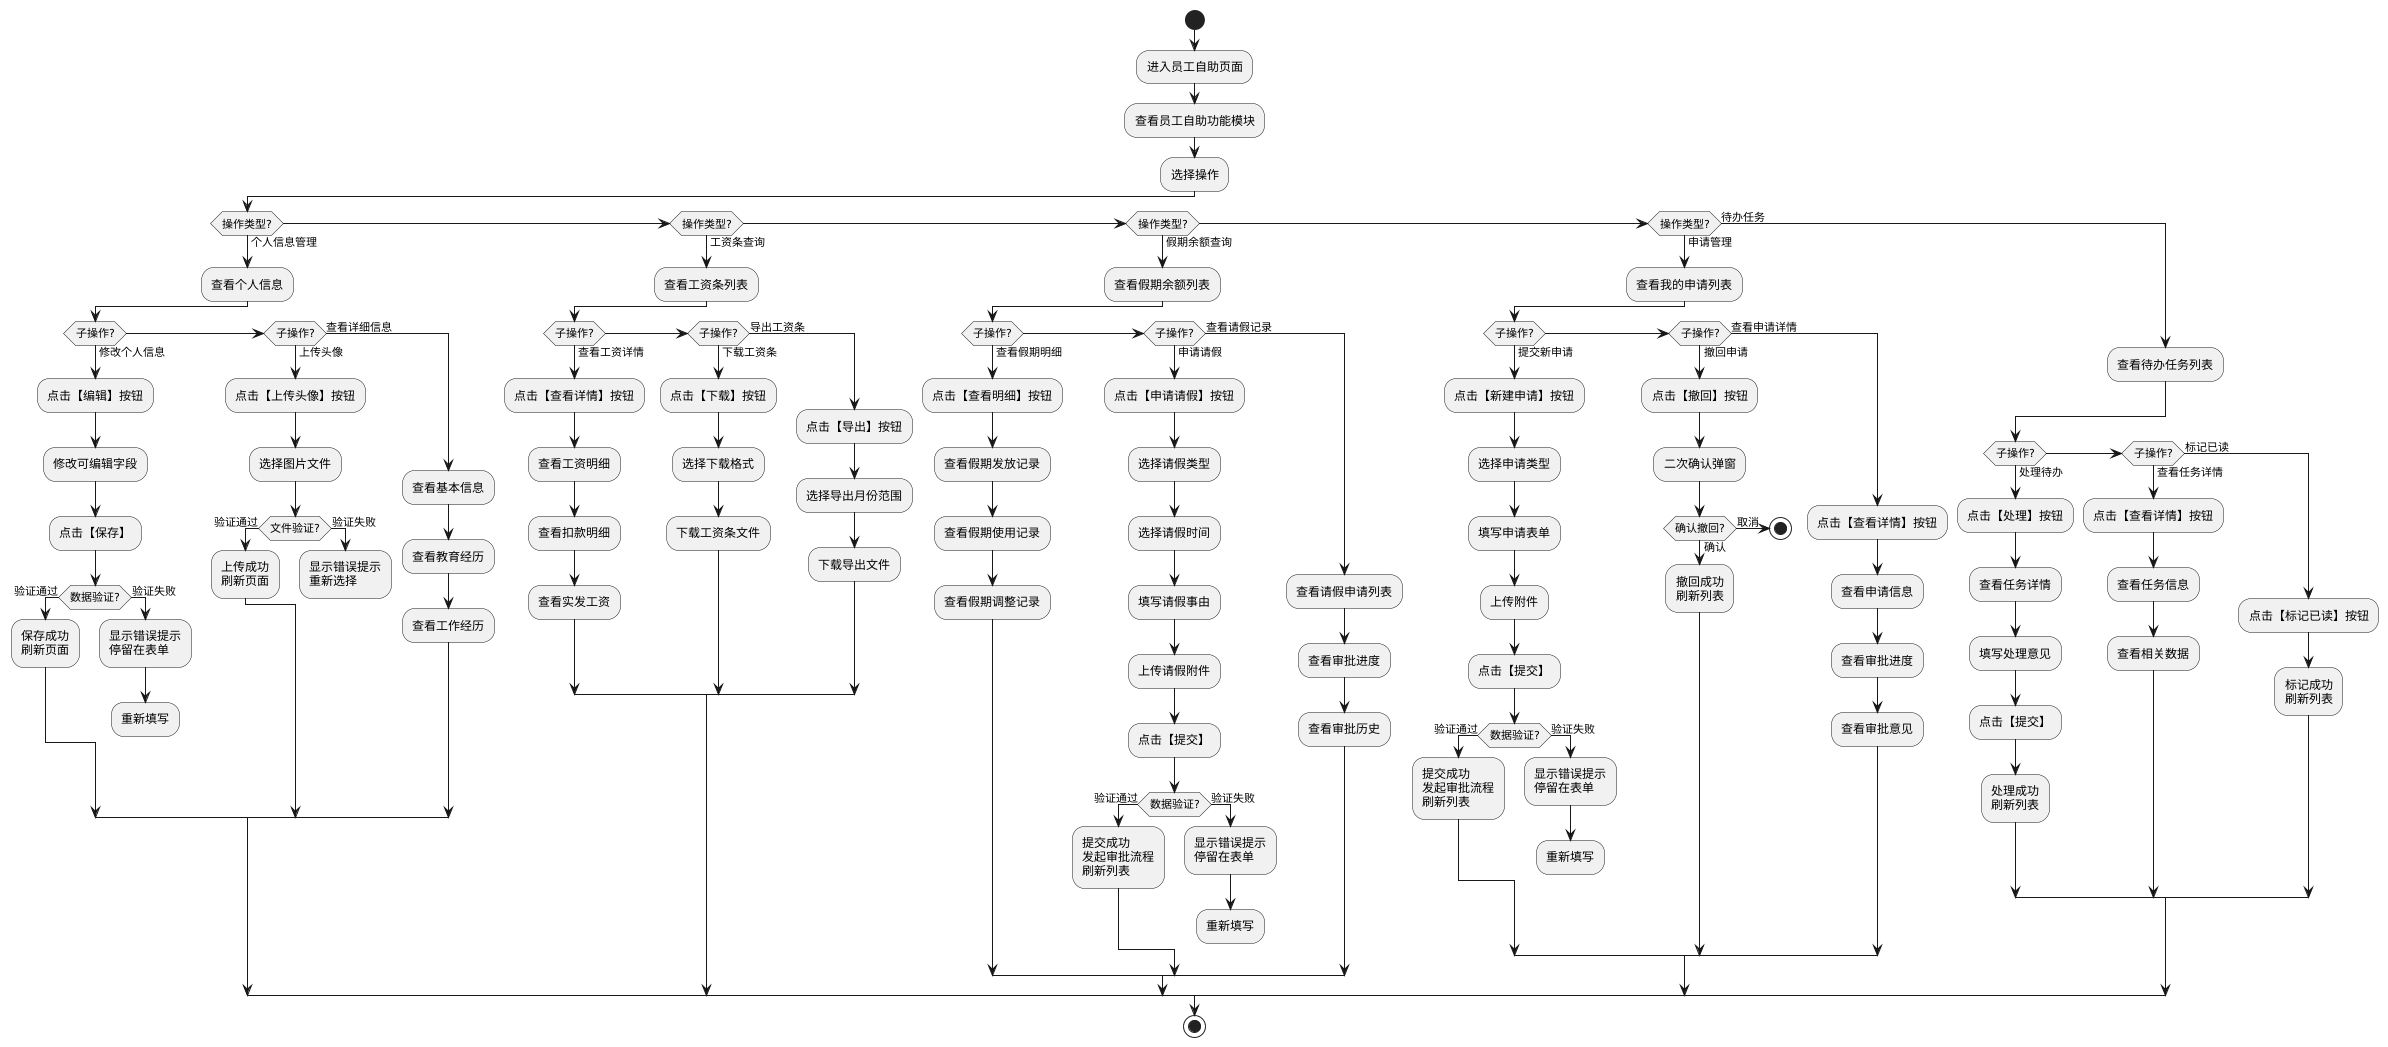 进入员工自助页面
查看员工自助功能模块
选择操作
操作类型?
个人信息管理
查看个人信息
子操作?
修改个人信息
点击【编辑】按钮
修改可编辑字段
点击【保存】
数据验证?
验证通过
保存成功
刷新页面
验证失败
显示错误提示
停留在表单
重新填写
子操作?
上传头像
点击【上传头像】按钮
选择图片文件
文件验证?
验证通过
上传成功
刷新页面
验证失败
显示错误提示
重新选择
查看详细信息
查看基本信息
查看教育经历
查看工作经历
操作类型?
工资条查询
查看工资条列表
子操作?
查看工资详情
点击【查看详情】按钮
查看工资明细
查看扣款明细
查看实发工资
子操作?
下载工资条
点击【下载】按钮
选择下载格式
下载工资条文件
导出工资条
点击【导出】按钮
选择导出月份范围
下载导出文件
操作类型?
假期余额查询
查看假期余额列表
子操作?
查看假期明细
点击【查看明细】按钮
查看假期发放记录
查看假期使用记录
查看假期调整记录
子操作?
申请请假
点击【申请请假】按钮
选择请假类型
选择请假时间
填写请假事由
上传请假附件
点击【提交】
数据验证?
验证通过
提交成功
发起审批流程
刷新列表
验证失败
显示错误提示
停留在表单
重新填写
查看请假记录
查看请假申请列表
查看审批进度
查看审批历史
操作类型?
申请管理
查看我的申请列表
子操作?
提交新申请
点击【新建申请】按钮
选择申请类型
填写申请表单
上传附件
点击【提交】
数据验证?
验证通过
提交成功
发起审批流程
刷新列表
验证失败
显示错误提示
停留在表单
重新填写
子操作?
撤回申请
点击【撤回】按钮
二次确认弹窗
确认撤回?
取消
确认
撤回成功
刷新列表
查看申请详情
点击【查看详情】按钮
查看申请信息
查看审批进度
查看审批意见
待办任务
查看待办任务列表
子操作?
处理待办
点击【处理】按钮
查看任务详情
填写处理意见
点击【提交】
处理成功
刷新列表
子操作?
查看任务详情
点击【查看详情】按钮
查看任务信息
查看相关数据
标记已读
点击【标记已读】按钮
标记成功
刷新列表